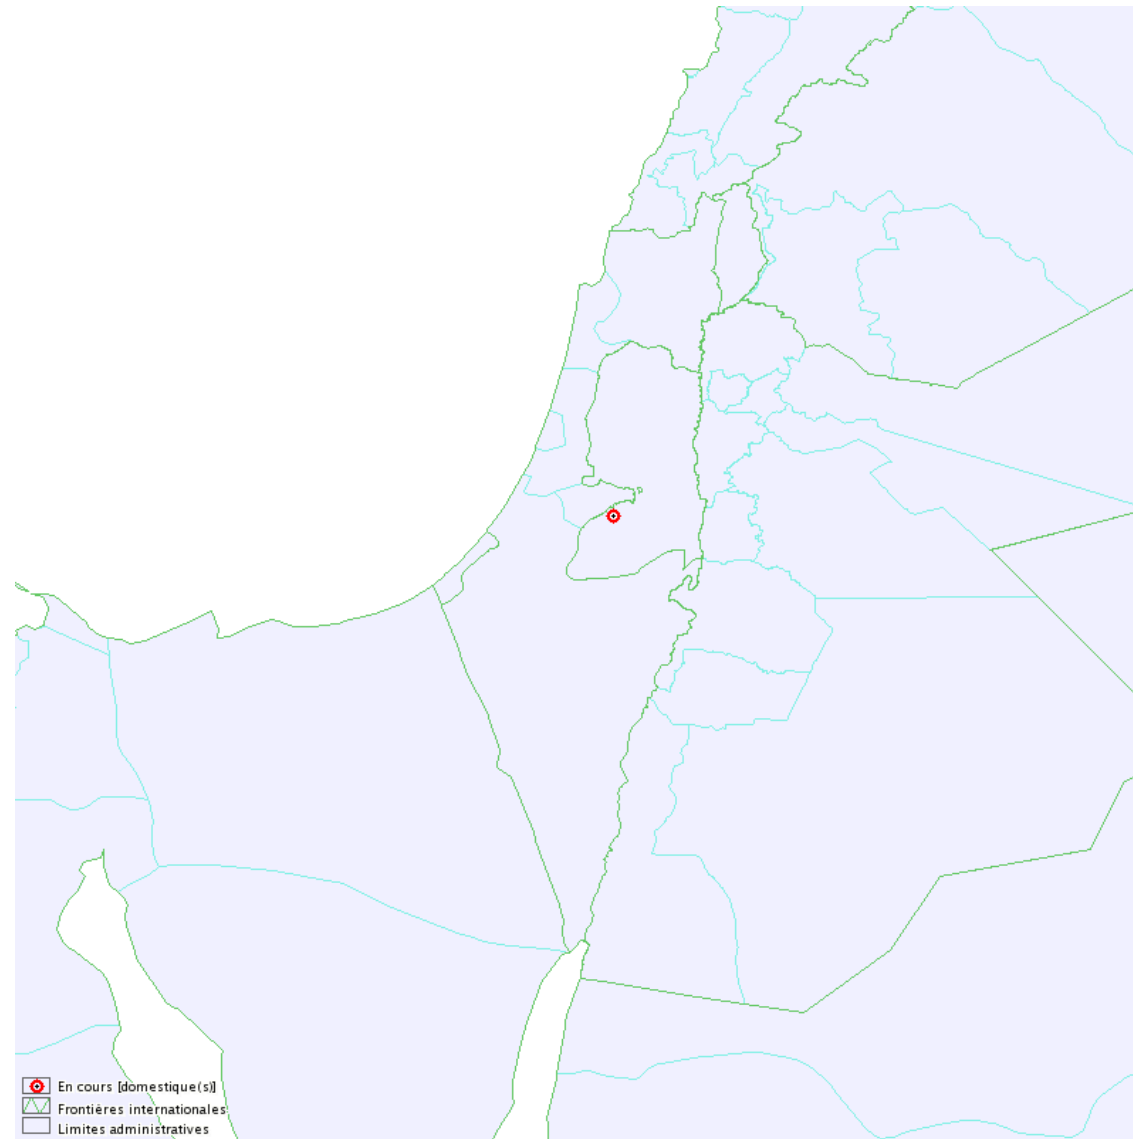 En cours [domestique(s)]
Frontières internationales
Limites administratives